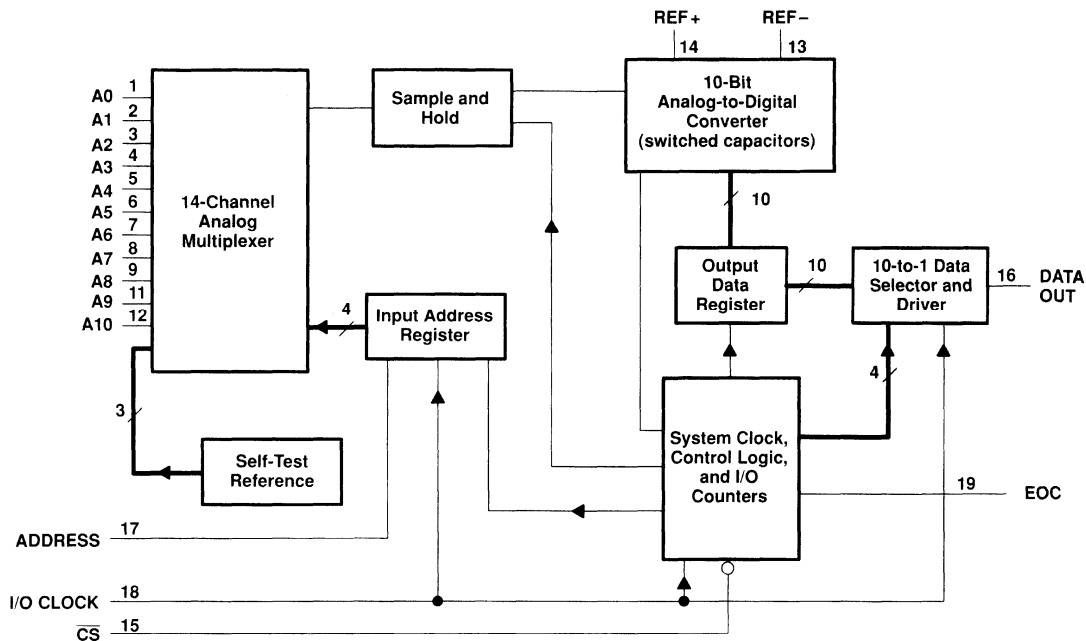 REF+ REF−
14 13
10-Bit
Analog-to-Digital
Converter
(switched capacitors)
Sample and
Hold
A0 1
A1 2
A2 3
A3 4
A4 5
A5 6
A6 7
A7 8
A8 9
A9 11
A10 12
14-Channel
Analog
Multiplexer
10
Output
Data
Register
10
10-to-1 Data
Selector and
Driver
16 DATA
OUT
4
Input Address
Register
4
3
Self-Test
Reference
System Clock,
Control Logic,
and I/O
Counters
19 EOC
ADDRESS 17
I/O CLOCK 18
CS 15